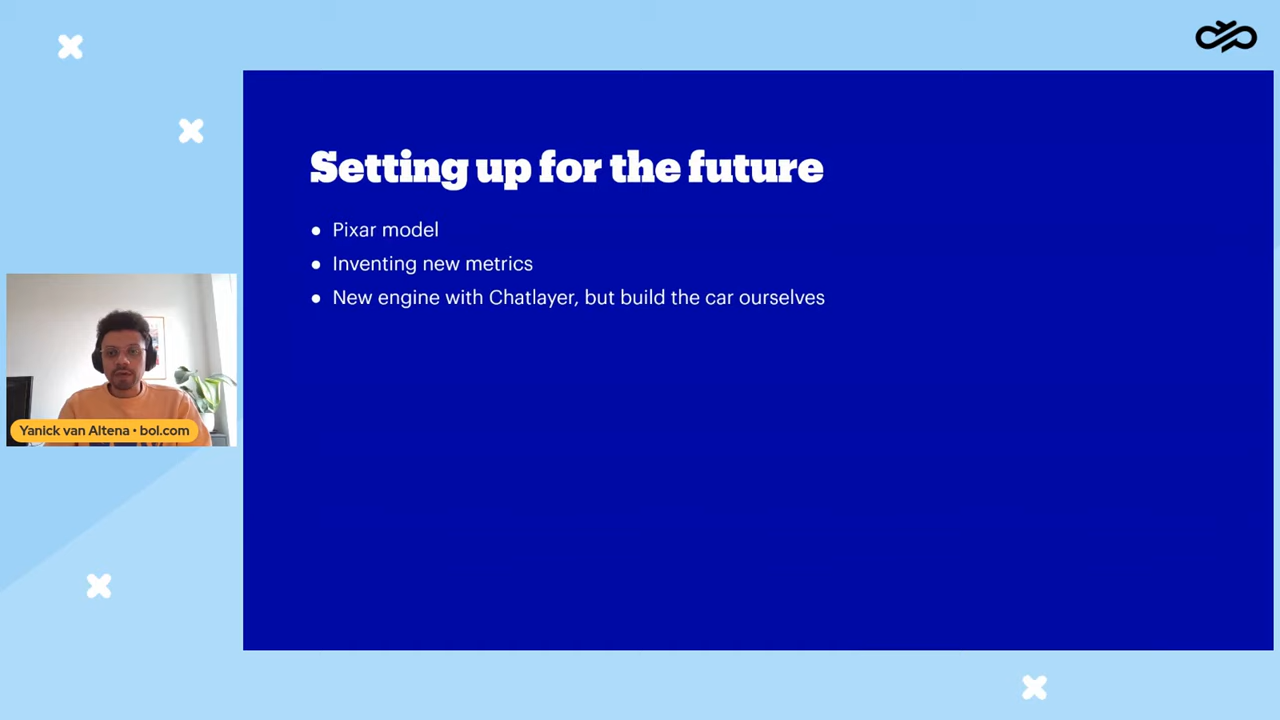 Setting up for the future
● Pixar model
● Inventing new metrics
● New engine with Chatlayer, but build the car ourselves
Yanick van Altena • bol.com